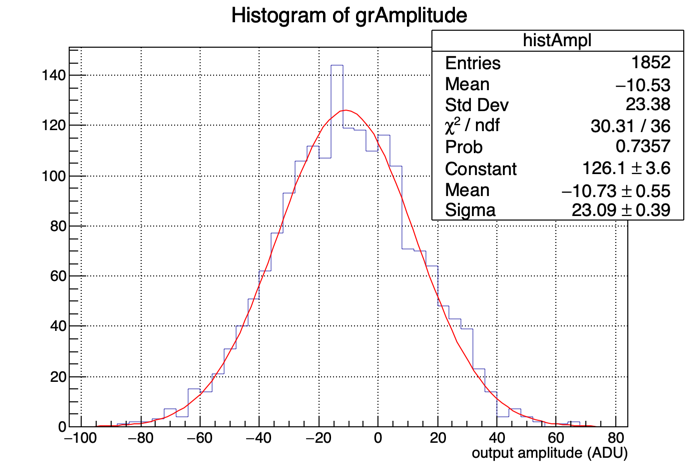 Histogram of grAmplitude
histAmpl
Entries 1852
Mean −10.53
Std Dev 23.38
χ² / ndf 30.31 / 36
Prob 0.7357
Constant 126.1 ± 3.6
Mean −10.73 ± 0.55
Sigma 23.09 ± 0.39
140
120
100
80
60
40
20
0
−100 −80 −60 −40 −20 0 20 40 60 80
output amplitude (ADU)